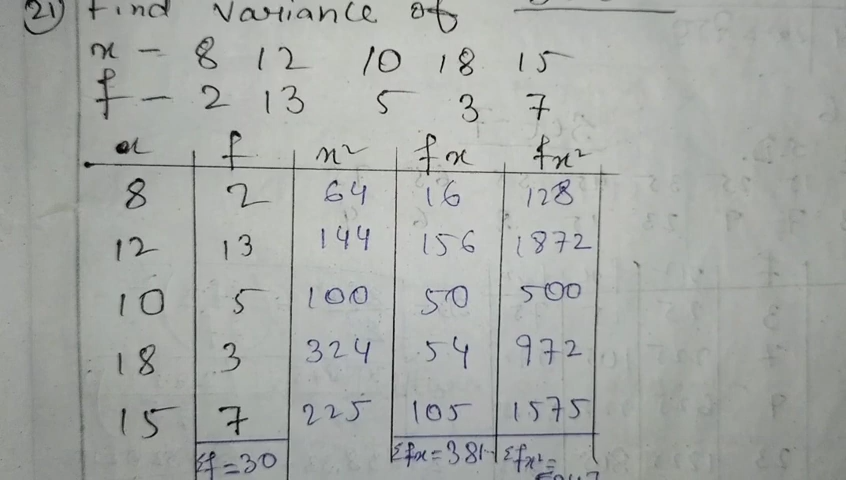 21) Find Variance of
x - 8 12 10 18 15
f - 2 13 5 3 7
x f x² fx fx²
8 2 64 16 128
12 13 144 156 1872
10 5 100 50 500
18 3 324 54 972
15 7 225 105 1575
Σf = 30 Σfx = 381 Σfx² =